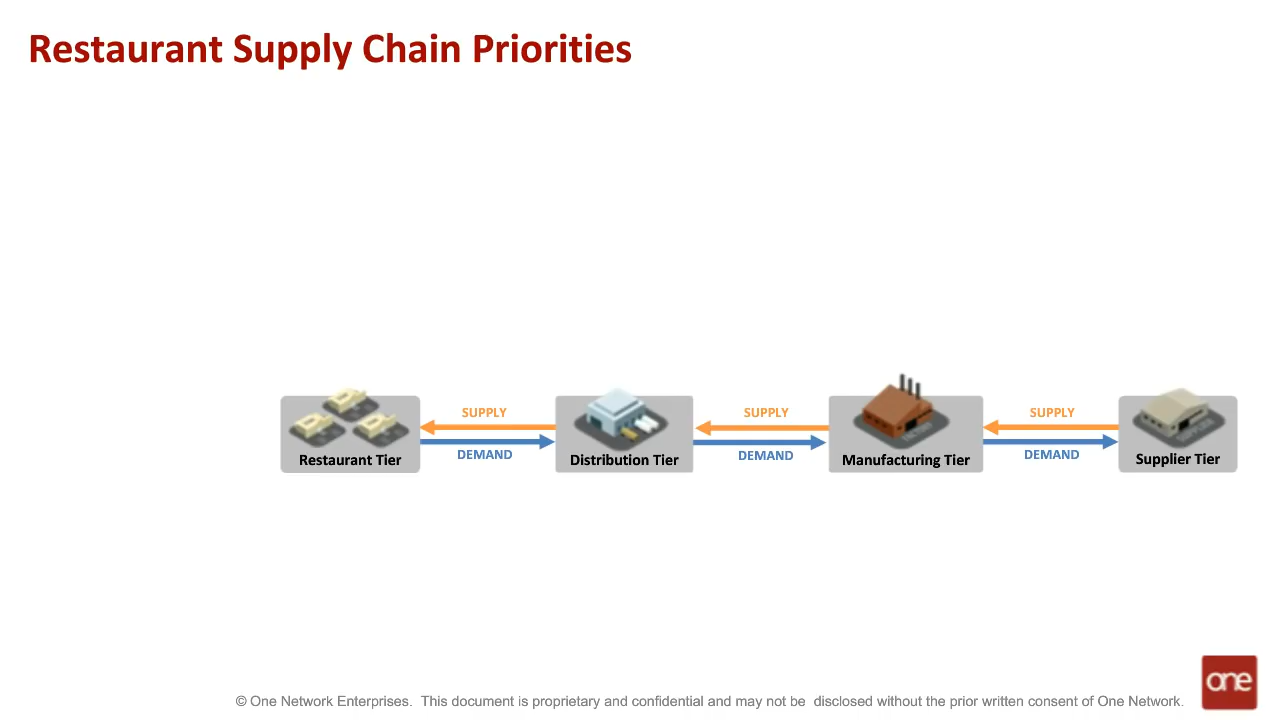 Restaurant Supply Chain Priorities
SUPPLY
SUPPLY
SUPPLY
DEMAND
DEMAND
DEMAND
Restaurant Tier
Distribution Tier
Manufacturing Tier
Supplier Tier
one
© One Network Enterprises.  This document is proprietary and confidential and may not be  disclosed without the prior written consent of One Network.